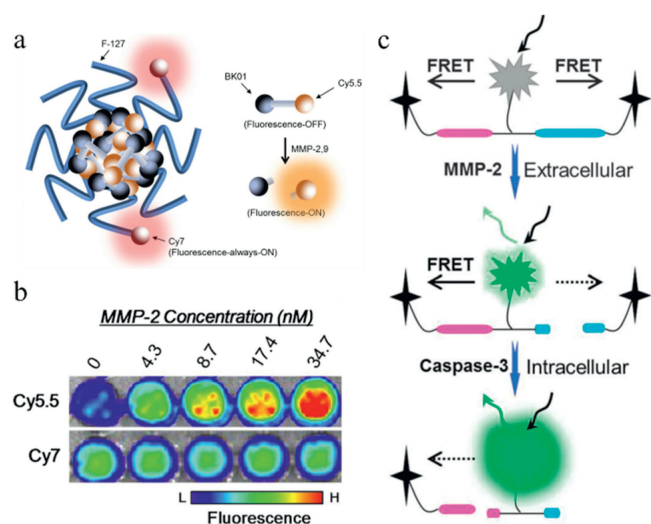 a
F-127
BK01
Cy5.5
(Fluorescence-OFF)
MMP-2,9
(Fluorescence-ON)
Cy7
(Fluorescence-always-ON)
b
MMP-2 Concentration (nM)
0 4.3 8.7 17.4 34.7
Cy5.5
Cy7
L H
Fluorescence
c
FRET FRET
MMP-2 Extracellular
FRET
Caspase-3 Intracellular